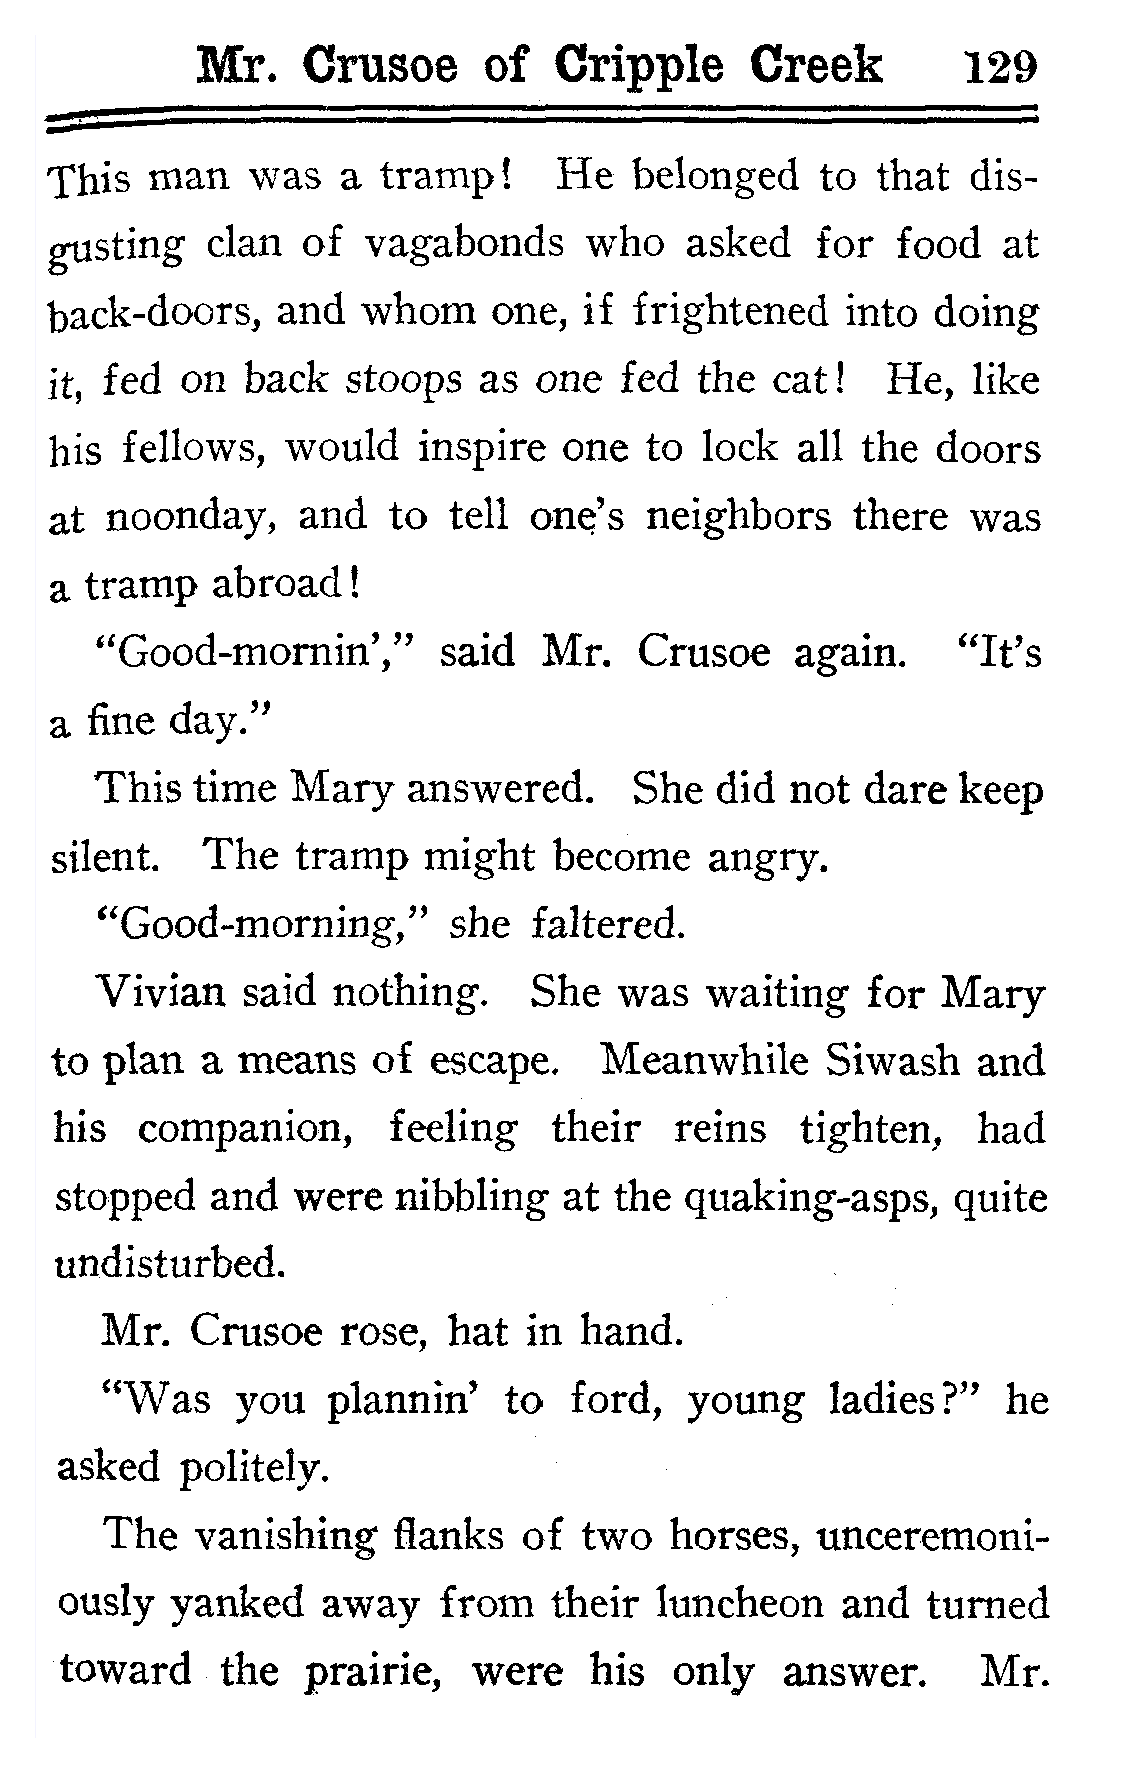 Mr. Crusoe of Cripple Creek 129
This man was a tramp! He belonged to that dis-
gusting clan of vagabonds who asked for food at
back-doors, and whom one, if frightened into doing
it, fed on back stoops as one fed the cat! He, like
his fellows, would inspire one to lock all the doors
at noonday, and to tell one's neighbors there was
a tramp abroad!
“Good-mornin’,” said Mr. Crusoe again. “It’s
a fine day.”
This time Mary answered. She did not dare keep
silent. The tramp might become angry.
“Good-morning,” she faltered.
Vivian said nothing. She was waiting for Mary
to plan a means of escape. Meanwhile Siwash and
his companion, feeling their reins tighten, had
stopped and were nibbling at the quaking-asps, quite
undisturbed.
Mr. Crusoe rose, hat in hand.
“Was you plannin’ to ford, young ladies?” he
asked politely.
The vanishing flanks of two horses, unceremoni-
ously yanked away from their luncheon and turned
toward the prairie, were his only answer. Mr.